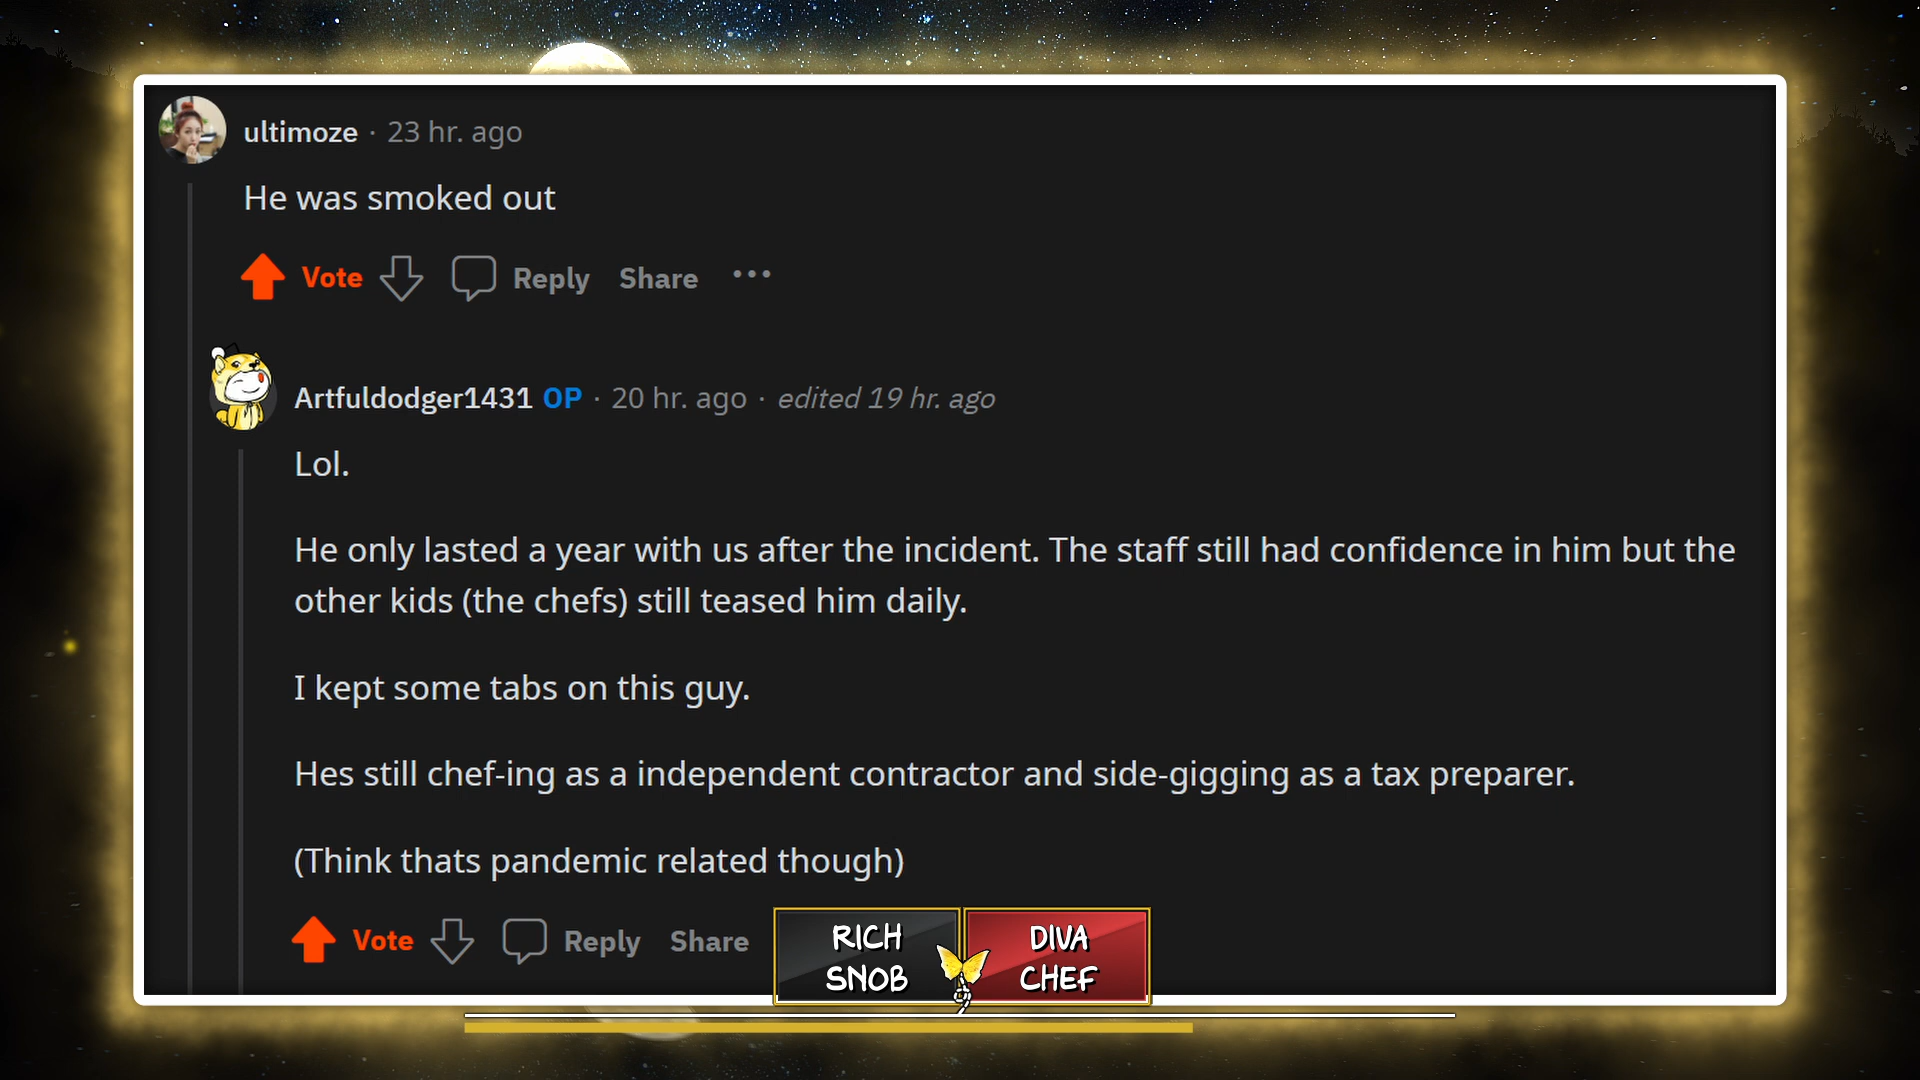 ultimoze · 23 hr. ago
He was smoked out
Vote Reply Share •••
Artfuldodger1431 OP · 20 hr. ago · edited 19 hr. ago
Lol.
He only lasted a year with us after the incident. The staff still had confidence in him but the
other kids (the chefs) still teased him daily.
I kept some tabs on this guy.
Hes still chef-ing as a independent contractor and side-gigging as a tax preparer.
(Think thats pandemic related though)
Vote Reply Share
RICH
SNOB
DIVA
CHEF